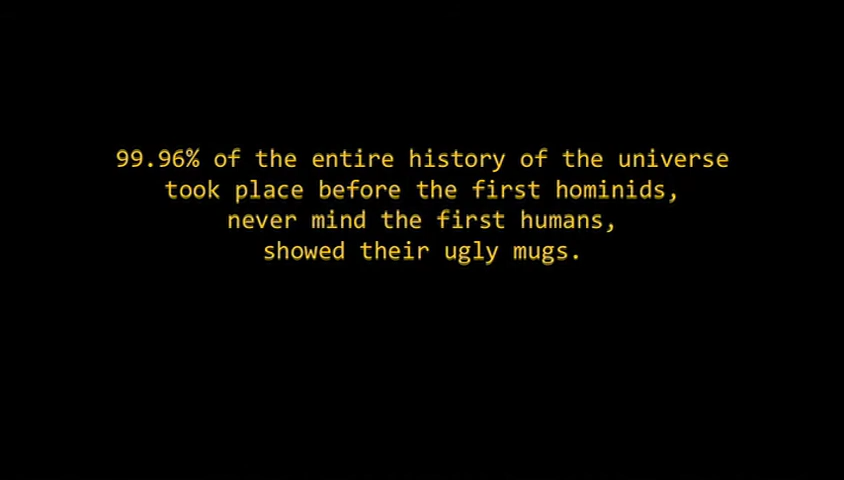 99.96% of the entire history of the universe
took place before the first hominids,
never mind the first humans,
showed their ugly mugs.